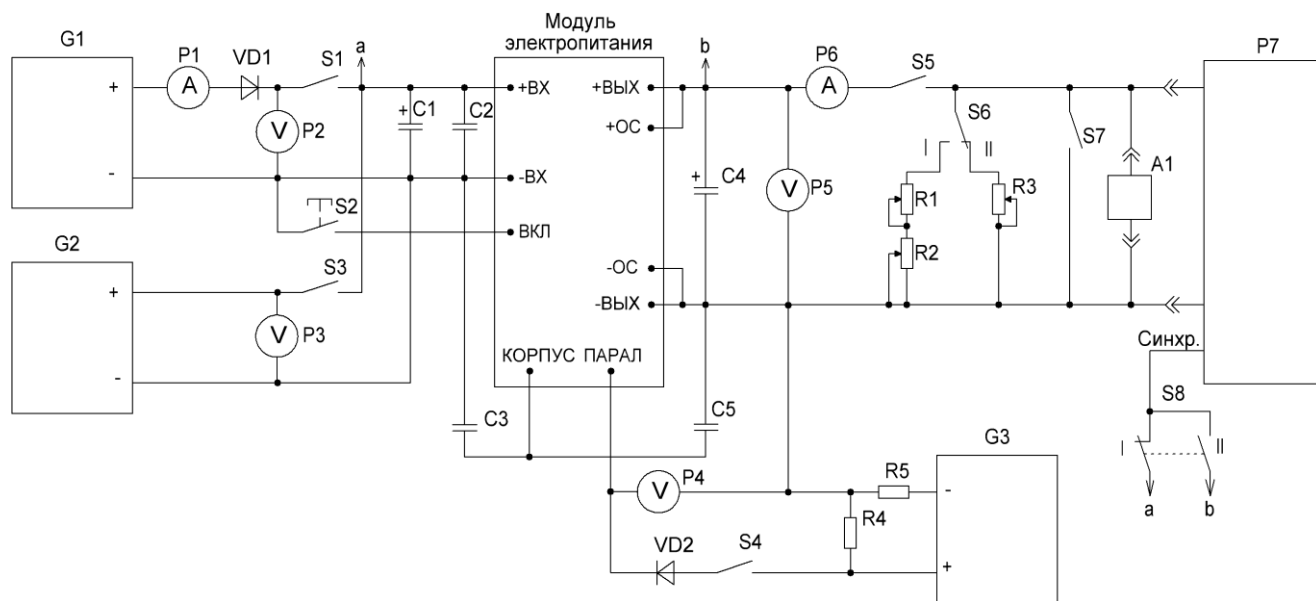 G1
P1
VD1
S1
a
Модуль
электропитания
b
P6
S5
P7
+
A
+ВХ
+ВЫХ
A
+
C1
C2
V
P2
+ОС
S6
S7
I
II
-
-ВХ
+
C4
V
P5
R1
R3
A1
S2
ВКЛ
G2
R2
S3
-ОС
+
-ВЫХ
V
P3
Синхр.
КОРПУС
ПАРАЛ
-
S8
C3
C5
G3
I
II
P4
V
R5
-
a
b
R4
VD2
S4
+